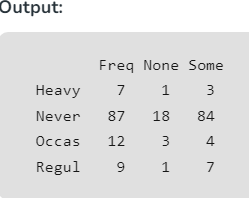 Output:
Freq None Some
Heavy 7 1 3
Never 87 18 84
Occas 12 3 4
Regul 9 1 7